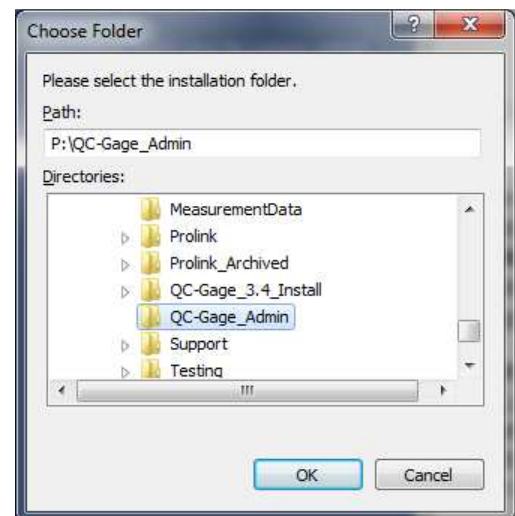 Choose Folder
Please select the installation folder.
Path:
P:\QC-Gage_Admin
Directories:
MeasurementData
Prolink
Prolink_Archived
QC-Gage_3.4_Install
QC-Gage_Admin
Support
Testing
OK Cancel